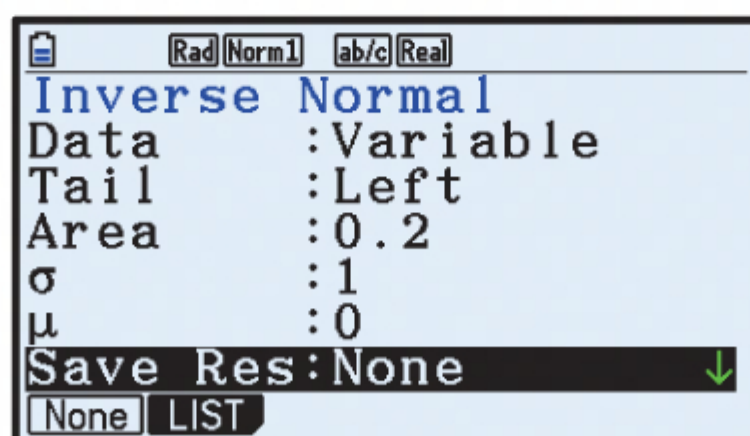 Rad Norm1 ab/c Real
Inverse Normal
Data :Variable
Tail :Left
Area :0.2
σ :1
μ :0
Save Res:None ↓
None LIST